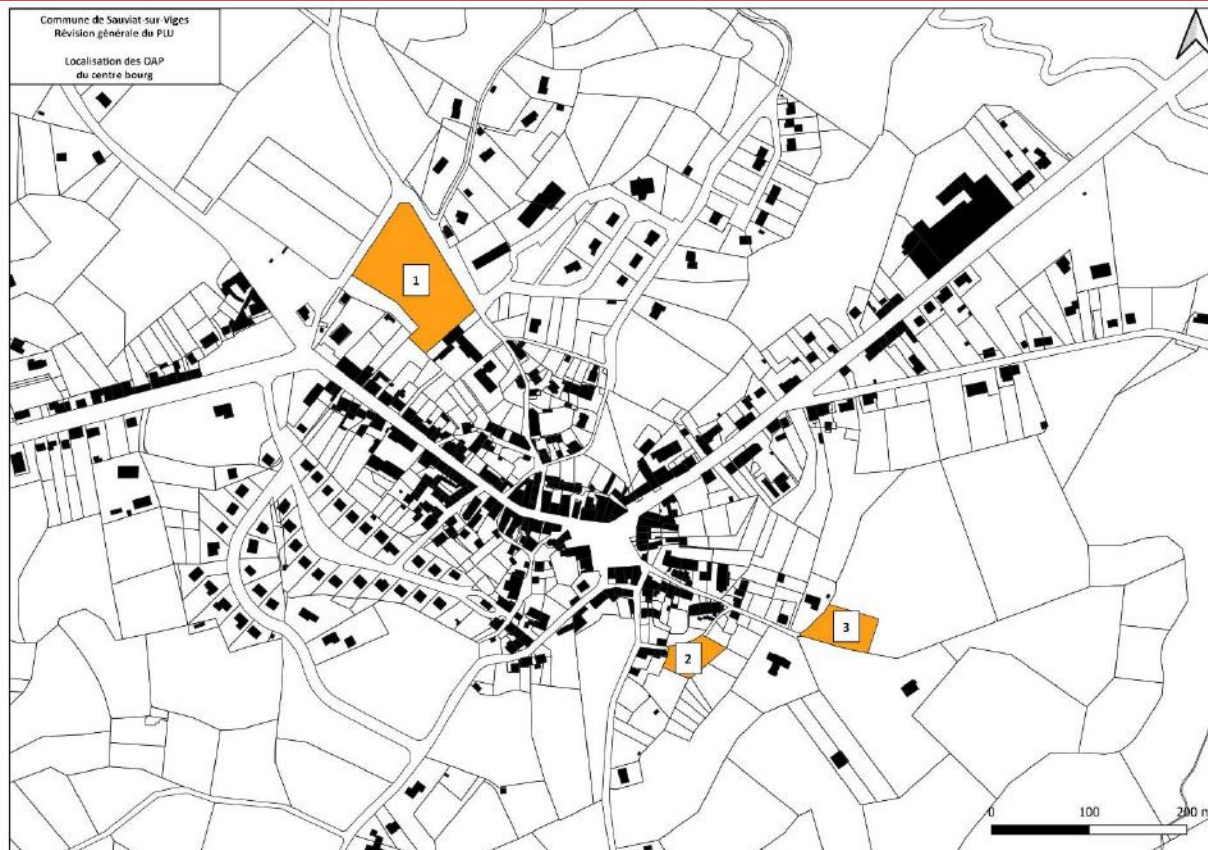 Commune de Sauviat-sur-Viges
Révision générale du PLU
Localisation des OAP
du centre bourg
1
2
3
0 100 200 m